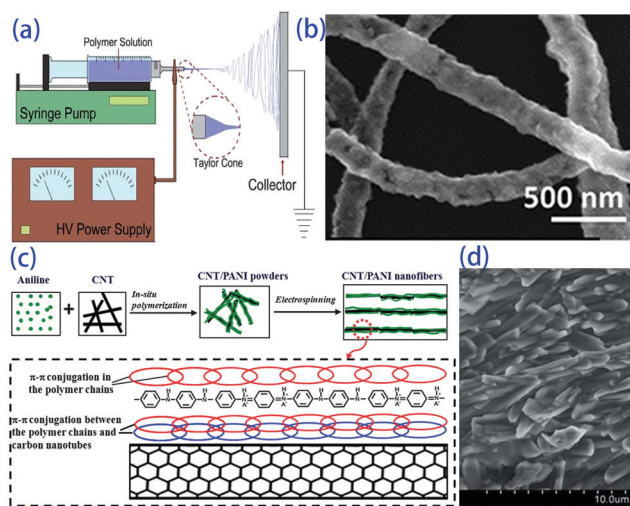 (a)
Polymer Solution
Syringe Pump
Taylor Cone
Collector
HV Power Supply
(b)
500 nm
(c)
Aniline
CNT
CNT/PANI powders
CNT/PANI nanofibers
+
In-situ
polymerization
Electrospinning
π-π conjugation in
the polymer chains
H
N
H
N
H
N
A⁻
H
N
A⁻
H
N
H
N
H
N
A⁻
H
N
A⁻
π-π conjugation between
the polymer chains and
carbon nanotubes
(d)
10.0um